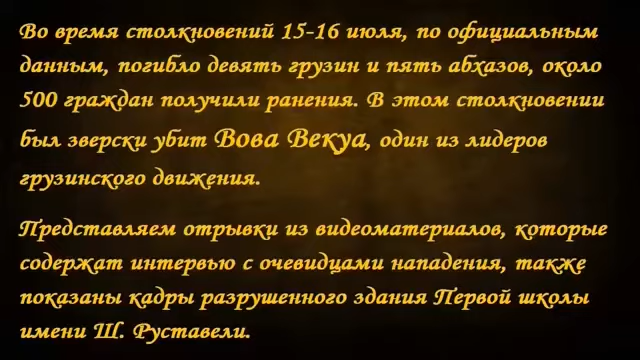 Во время столкновений 15-16 июля, по официальным
данным, погибло девять грузин и пять абхазов, около
500 граждан получили ранения. В этом столкновении
был зверски убит Вова Векуа, один из лидеров
грузинского движения.
Представляем отрывки из видеоматериалов, которые
содержат интервью с очевидцами нападения, также
показаны кадры разрушенного здания Первой школы
имени Ш. Руставели.